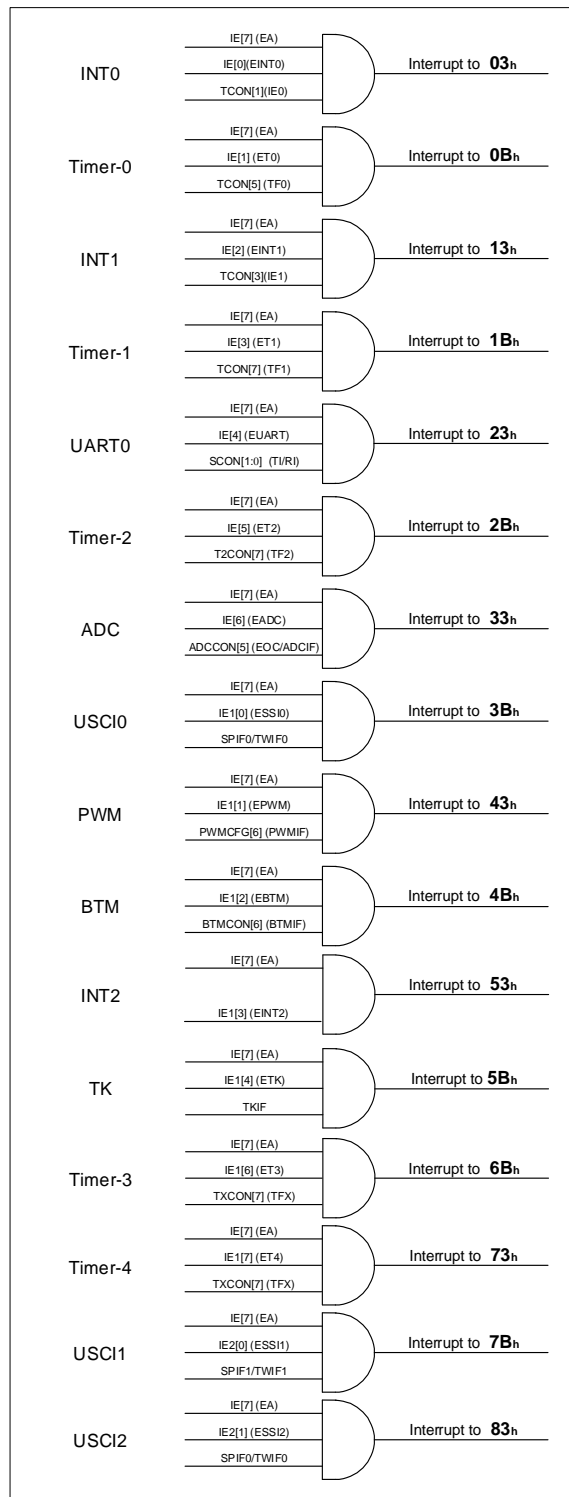 IE[7] (EA)
INT0
IE[0](EINT0)
TCON[1](IE0)
Interrupt to 03h
IE[7] (EA)
Timer-0
IE[1] (ET0)
TCON[5] (TF0)
Interrupt to 0Bh
IE[7] (EA)
INT1
IE[2] (EINT1)
TCON[3](IE1)
Interrupt to 13h
IE[7] (EA)
Timer-1
IE[3] (ET1)
TCON[7] (TF1)
Interrupt to 1Bh
IE[7] (EA)
UART0
IE[4] (EUART)
SCON[1:0] (TI/RI)
Interrupt to 23h
IE[7] (EA)
Timer-2
IE[5] (ET2)
T2CON[7] (TF2)
Interrupt to 2Bh
IE[7] (EA)
ADC
IE[6] (EADC)
ADCCON[5] (EOC/ADCIF)
Interrupt to 33h
IE[7] (EA)
USCI0
IE1[0] (ESSI0)
SPIF0/TWIF0
Interrupt to 3Bh
IE[7] (EA)
PWM
IE1[1] (EPWM)
PWMCFG[6] (PWMIF)
Interrupt to 43h
IE[7] (EA)
BTM
IE1[2] (EBTM)
BTMCON[6] (BTMIF)
Interrupt to 4Bh
IE[7] (EA)
INT2
IE1[3] (EINT2)
Interrupt to 53h
IE[7] (EA)
TK
IE1[4] (ETK)
TKIF
Interrupt to 5Bh
IE[7] (EA)
Timer-3
IE1[6] (ET3)
TXCON[7] (TFX)
Interrupt to 6Bh
IE[7] (EA)
Timer-4
IE1[7] (ET4)
TXCON[7] (TFX)
Interrupt to 73h
IE[7] (EA)
USCI1
IE2[0] (ESSI1)
SPIF1/TWIF1
Interrupt to 7Bh
IE[7] (EA)
USCI2
IE2[1] (ESSI2)
SPIF0/TWIF0
Interrupt to 83h